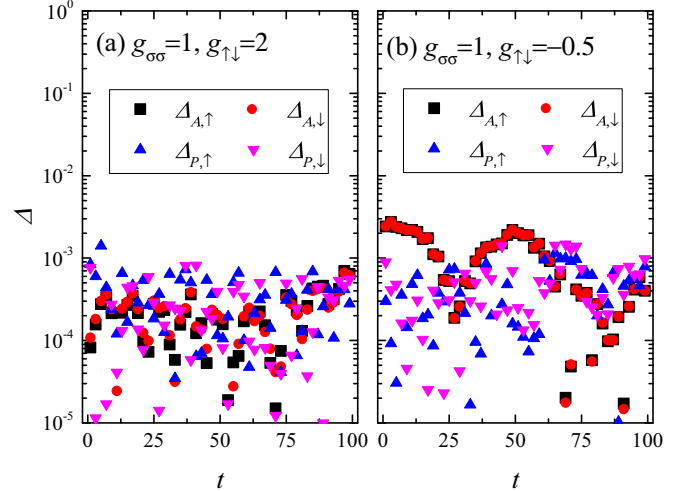 (a) g_σσ=1, g_↑↓=2
Δ_A,↑ Δ_A,↓
Δ_P,↑ Δ_P,↓
(b) g_σσ=1, g_↑↓=−0.5
Δ_A,↑ Δ_A,↓
Δ_P,↑ Δ_P,↓
Δ
10^0
10^-1
10^-2
10^-3
10^-4
10^-5
0 25 50 75 100
0 25 50 75 100
t
t